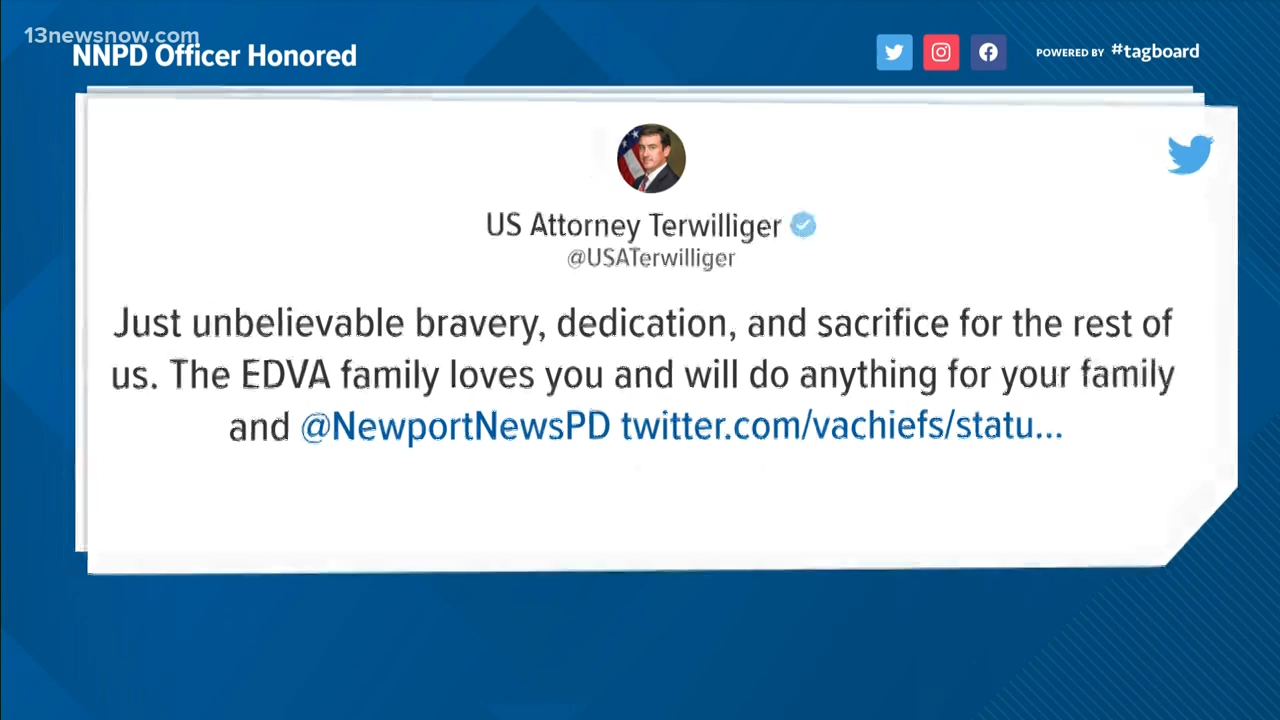 13newsnow.com
NNPD Officer Honored
POWERED BY #tagboard
US Attorney Terwilliger
@USATerwilliger
Just unbelievable bravery, dedication, and sacrifice for the rest of
us. The EDVA family loves you and will do anything for your family
and @NewportNewsPD twitter.com/vachiefs/statu...